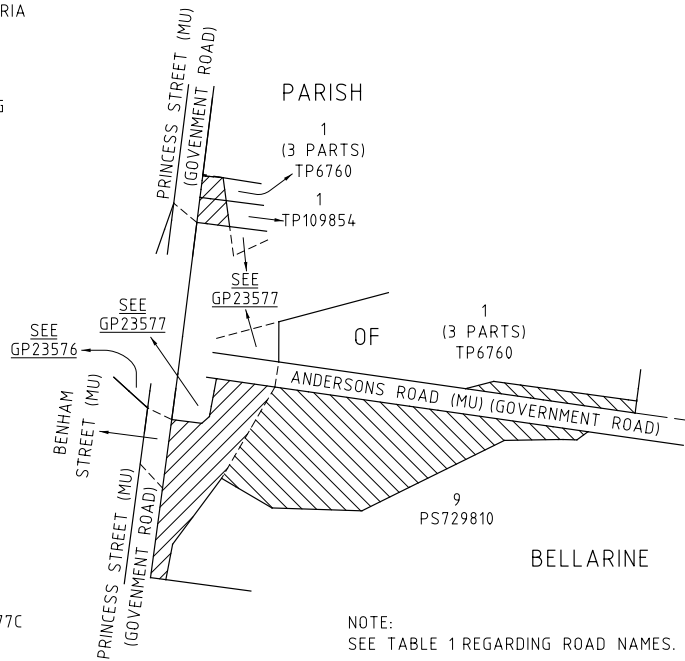 RIA
G
PRINCESS STREET (MU)
(GOVENMENT ROAD)
PARISH
1
(3 PARTS)
TP6760
1
TP109854
SEE
GP23577
SEE
GP23577
SEE
GP23576
OF
1
(3 PARTS)
TP6760
ANDERSONS ROAD (MU) (GOVERNMENT ROAD)
BENHAM
STREET (MU)
9
PS729810
PRINCESS STREET (MU)
(GOVENMENT ROAD)
BELLARINE
77C
NOTE:
SEE TABLE 1 REGARDING ROAD NAMES.